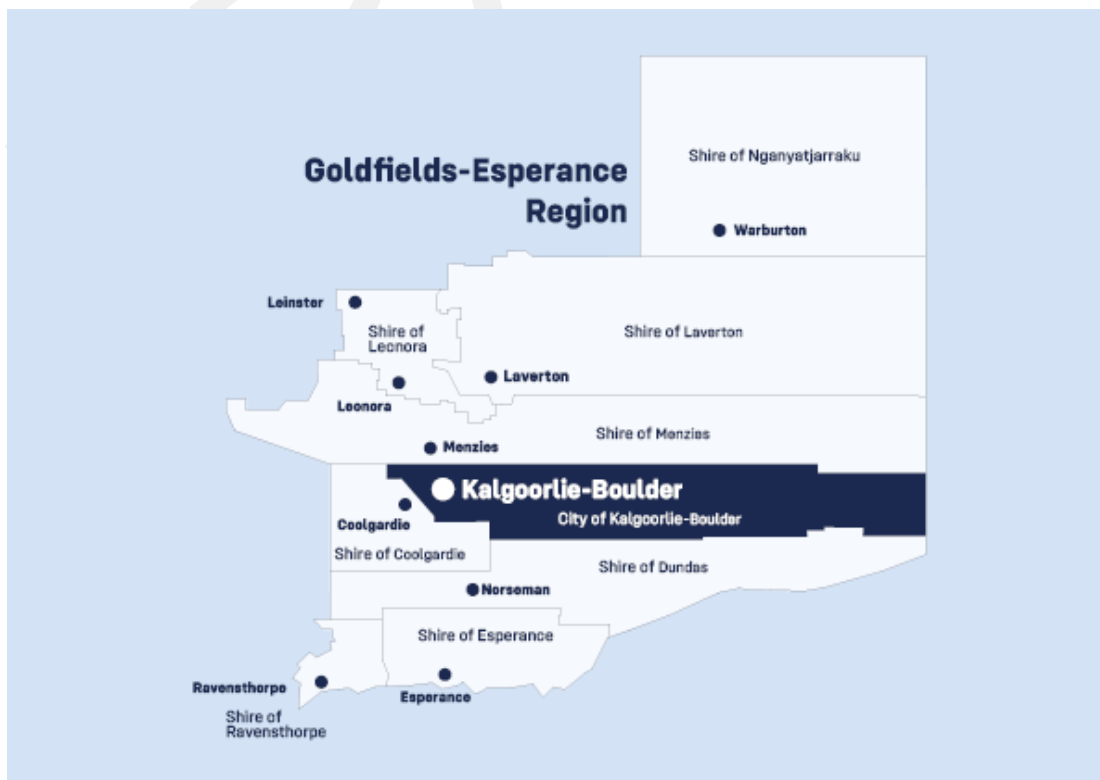 Shire of Nganyatjarraku
Goldfields-Esperance
Region
Warburton
Leinster
Shire of
Leonora
Shire of Laverton
Laverton
Leonora
Shire of Menzies
Menzies
Kalgoorlie-Boulder
City of Kalgoorlie-Boulder
Coolgardie
Shire of Coolgardie
Shire of Dundas
Norseman
Shire of Esperance
Ravensthorpe
Esperance
Shire of
Ravensthorpe